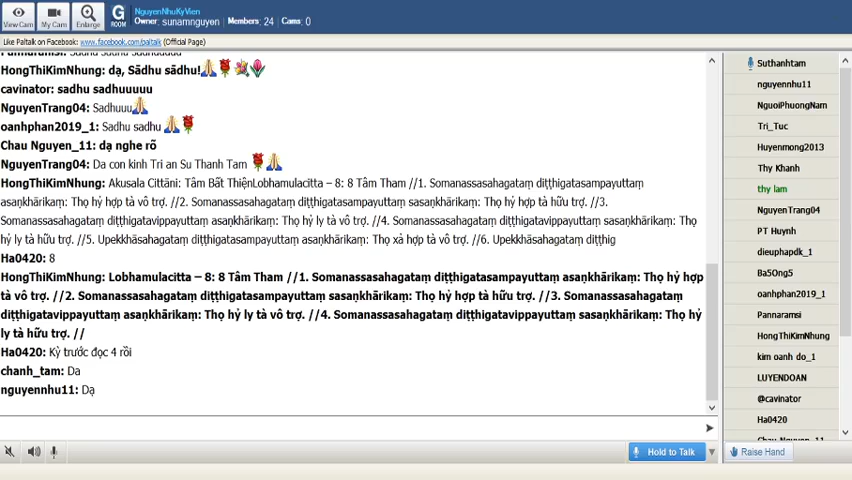 NguyenNhuKyVien
Owner: sunamnguyen Members: 24 Cams: 0
View Cam My Cam Enlarge G ROOM
Like Paltalk on Facebook: www.facebook.com/paltalk (Official Page)
HongThiKimNhung: dạ, Sādhu sādhu!
cavinator: sadhu sadhuuuuu
NguyenTrang04: Sadhuuu
oanhphan2019_1: Sadhu sadhu
Chau Nguyen_11: dạ nghe rõ
NguyenTrang04: Da con kinh Tri an Su Thanh Tam
HongThiKimNhung: Akusala Cittāni: Tâm Bất ThiệnLobhamulacitta – 8: 8 Tâm Tham //1. Somanassasahagataṃ diṭṭhigatasampayuttaṃ
asaṇkhārikaṃ: Thọ hỷ hợp tà vô trợ. //2. Somanassasahagataṃ diṭṭhigatasampayuttaṃ sasaṇkhārikaṃ: Thọ hỷ hợp tà hữu trợ. //3.
Somanassasahagataṃ diṭṭhigatavippayuttaṃ asaṇkhārikaṃ: Thọ hỷ ly tà vô trợ. //4. Somanassasahagataṃ diṭṭhigatavippayuttaṃ sasaṇkhārikaṃ: Thọ
hỷ ly tà hữu trợ. //5. Upekkhāsahagataṃ diṭṭhigatasampayuttaṃ asaṇkhārikaṃ: Thọ xả hợp tà vô trợ. //6. Upekkhāsahagataṃ diṭṭhig
Ha0420: 8
HongThiKimNhung: Lobhamulacitta – 8: 8 Tâm Tham //1. Somanassasahagataṃ diṭṭhigatasampayuttaṃ asaṇkhārikaṃ: Thọ hỷ hợp
tà vô trợ. //2. Somanassasahagataṃ diṭṭhigatasampayuttaṃ sasaṇkhārikaṃ: Thọ hỷ hợp tà hữu trợ. //3. Somanassasahagataṃ
diṭṭhigatavippayuttaṃ asaṇkhārikaṃ: Thọ hỷ ly tà vô trợ. //4. Somanassasahagataṃ diṭṭhigatavippayuttaṃ sasaṇkhārikaṃ: Thọ hỷ
ly tà hữu trợ. //
Ha0420: Kỳ trước đọc 4 rồi
chanh_tam: Da
nguyennhu11: Dạ
Hold to Talk
Suthanhtam
nguyennhu11
NguoiPhuongNam
Tri_Tuc
Huyenmong2013
Thy Khanh
thy lam
NguyenTrang04
PT Huynh
dieuphapdk_1
Ba5Ong5
oanhphan2019_1
Pannaramsi
HongThiKimNhung
kim oanh do_1
LUYENDOAN
@cavinator
Ha0420
Chau Nguyen_11
Raise Hand